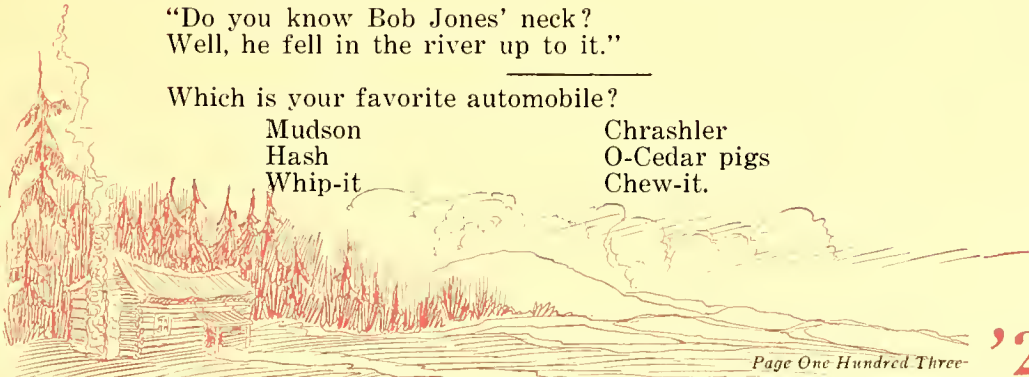 “Do you know Bob Jones’ neck?
Well, he fell in the river up to it.”
Which is your favorite automobile?
Mudson Chrashler
Hash O-Cedar pigs
Whip-it Chew-it.
Page One Hundred Three-
’2